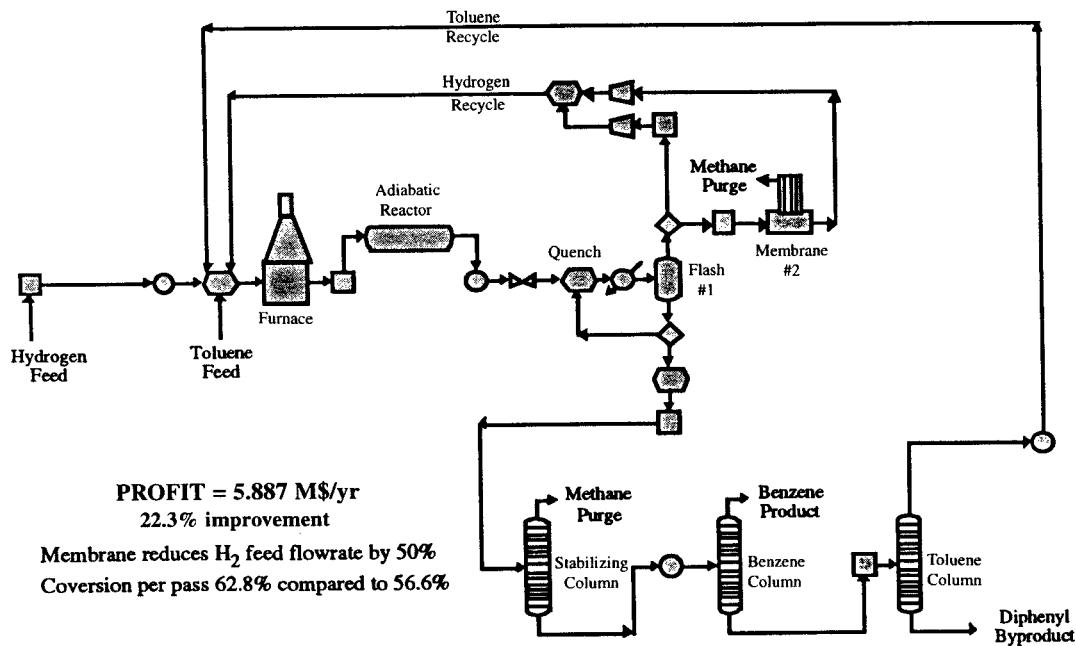 Toluene
Recycle
Hydrogen
Recycle
Methane
Purge
Adiabatic
Reactor
Membrane
#2
Quench
Flash
#1
Furnace
Hydrogen
Feed
Toluene
Feed
PROFIT = 5.887 M$/yr
22.3% improvement
Membrane reduces H₂ feed flowrate by 50%
Coversion per pass 62.8% compared to 56.6%
Methane
Purge
Benzene
Product
Stabilizing
Column
Benzene
Column
Toluene
Column
Diphenyl
Byproduct